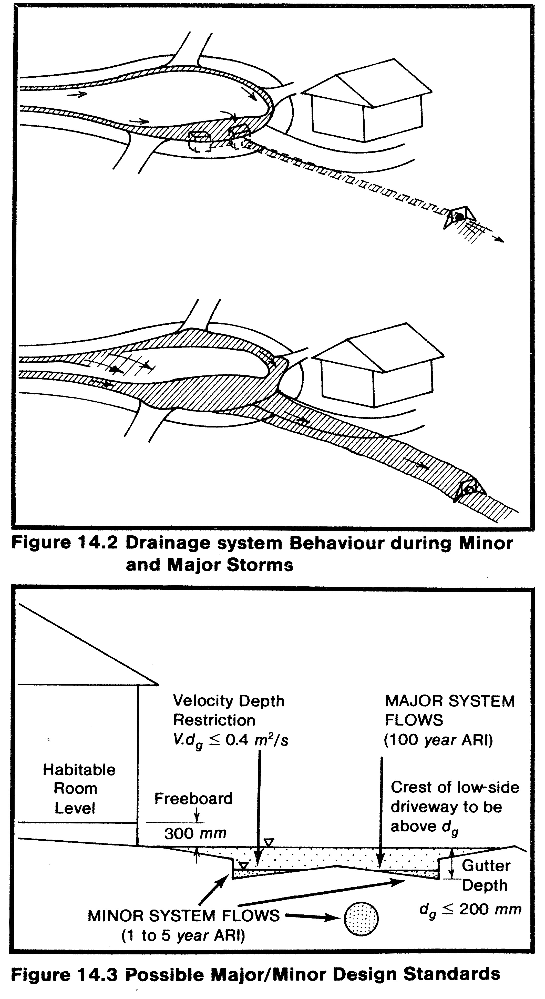 Figure 14.2 Drainage system Behaviour during Minor
and Major Storms
Velocity Depth
Restriction
V.dg ≤ 0.4 m²/s
MAJOR SYSTEM
FLOWS
(100 year ARI)
Habitable
Room
Level
Freeboard
300 mm
Crest of low-side
driveway to be
above dg
Gutter
Depth
dg ≤ 200 mm
MINOR SYSTEM FLOWS
(1 to 5 year ARI)
Figure 14.3 Possible Major/Minor Design Standards